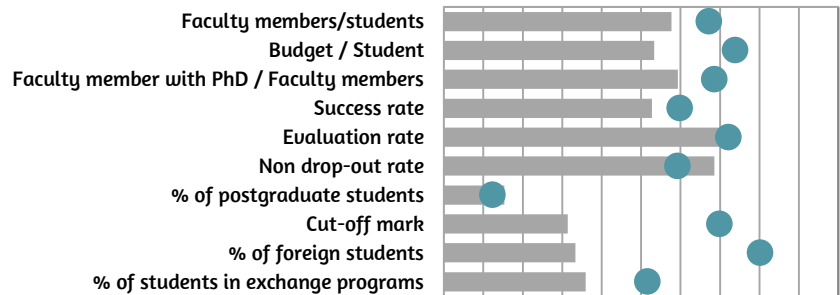 Faculty members/students
Budget / Student
Faculty member with PhD / Faculty members
Success rate
Evaluation rate
Non drop-out rate
% of postgraduate students
Cut-off mark
% of foreign students
% of students in exchange programs